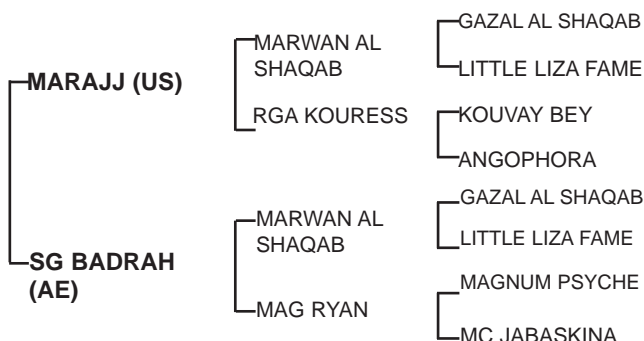 GAZAL AL SHAQAB
MARWAN AL
SHAQAB
LITTLE LIZA FAME
MARAJJ (US)
RGA KOURESS
KOUVAY BEY
ANGOPHORA
GAZAL AL SHAQAB
MARWAN AL
SHAQAB
LITTLE LIZA FAME
SG BADRAH
(AE)
MAGNUM PSYCHE
MAG RYAN
MC JABASKINA